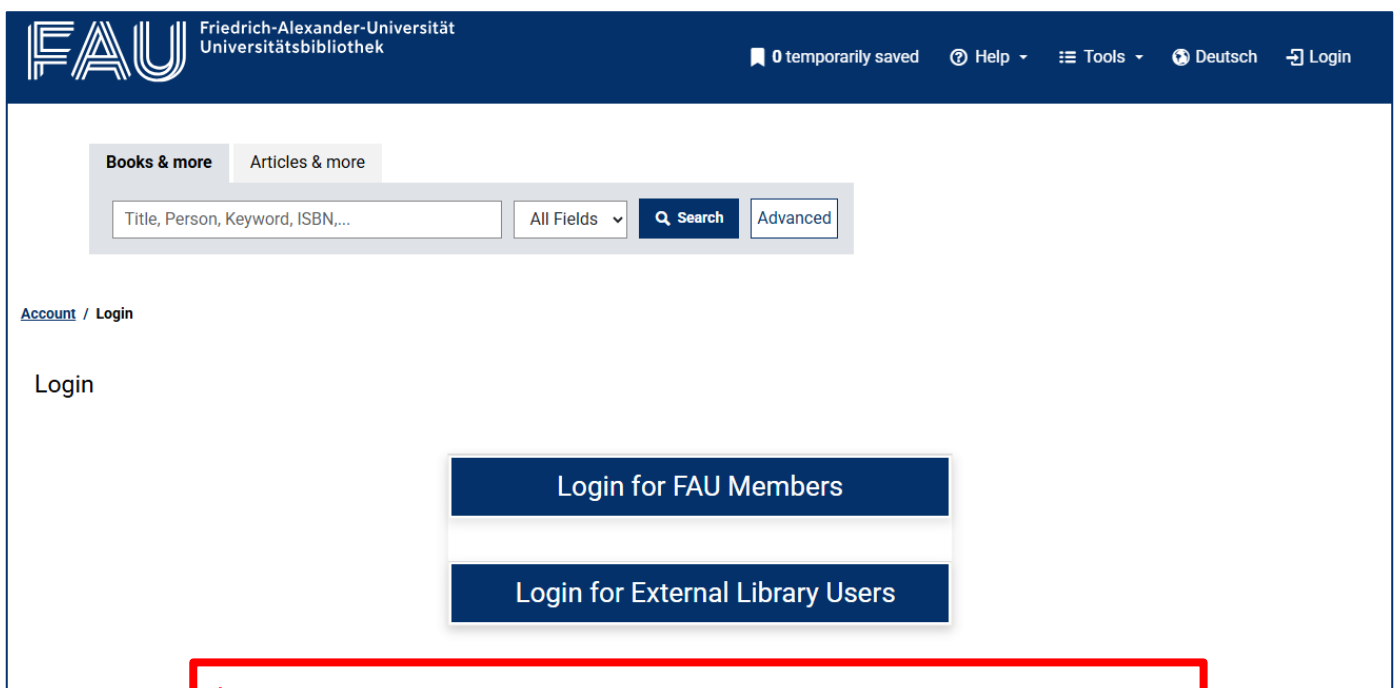 FAU
Friedrich-Alexander-Universität
Universitätsbibliothek
0 temporarily saved Help Tools Deutsch Login
Books & more Articles & more
Title, Person, Keyword, ISBN,... All Fields Search Advanced
Account / Login
Login
Login for FAU Members
Login for External Library Users